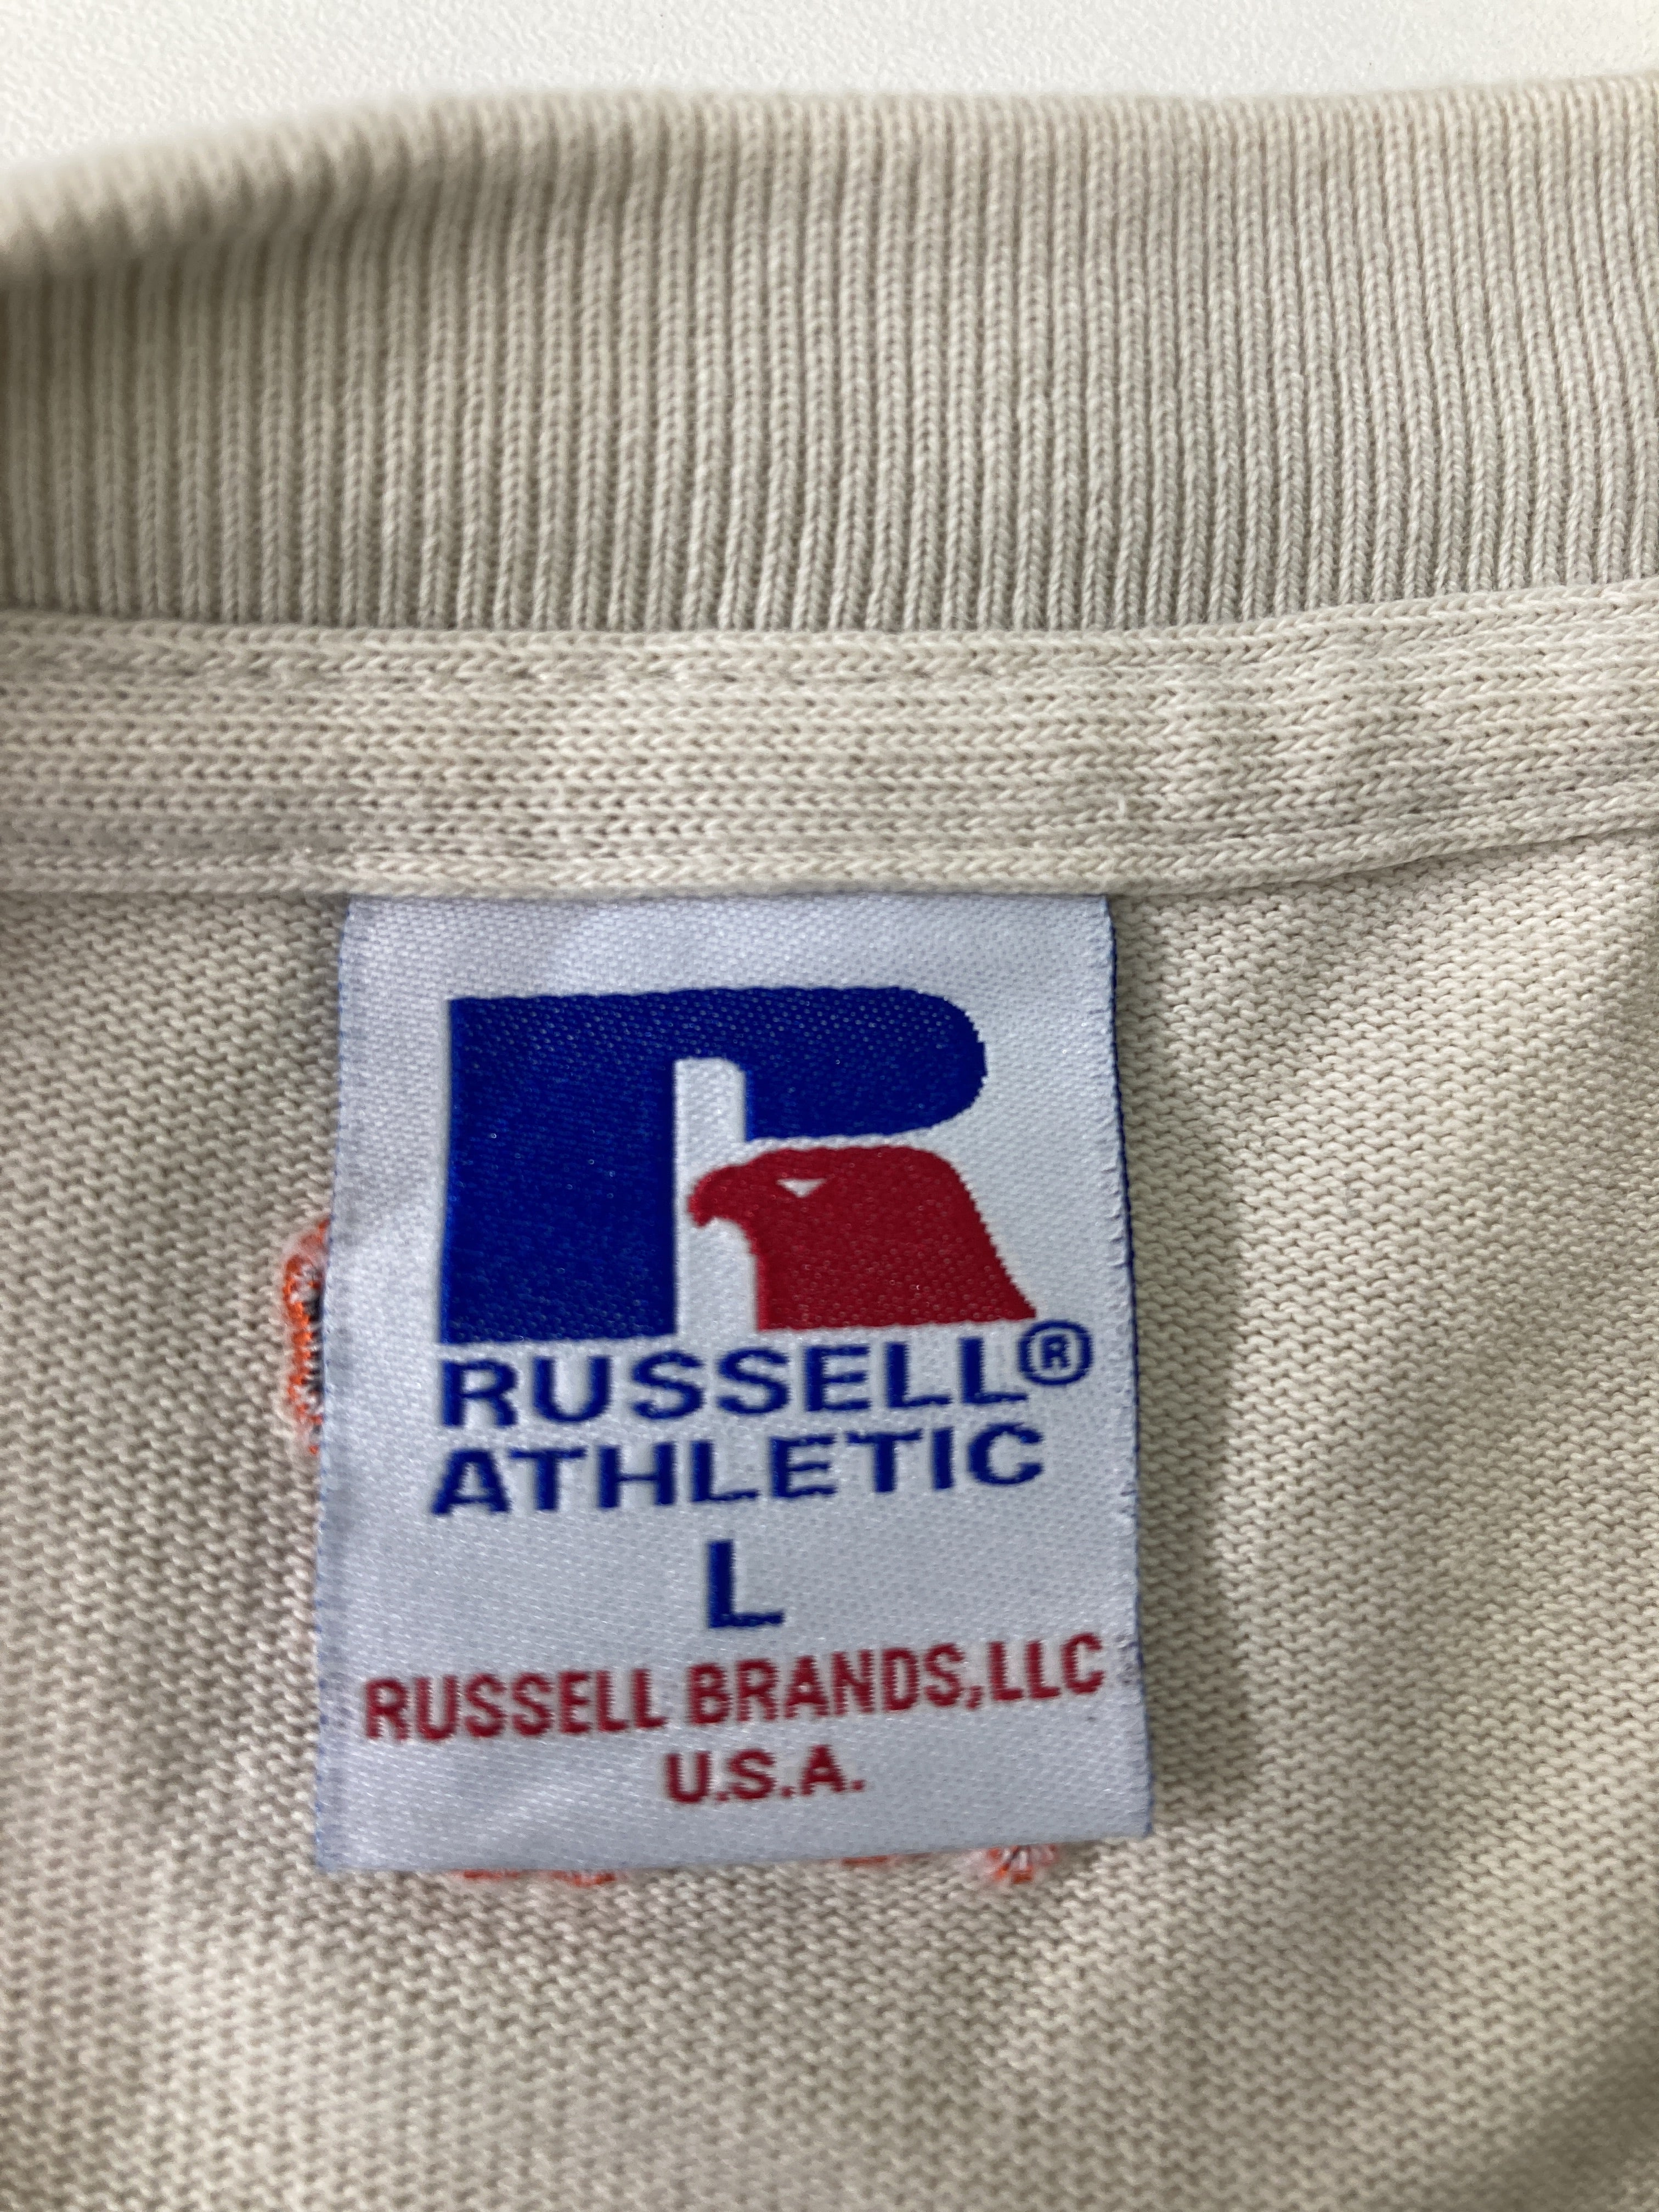 RUSSELL®
ATHLETIC
L
RUSSELL BRANDS,LLC
U.S.A.